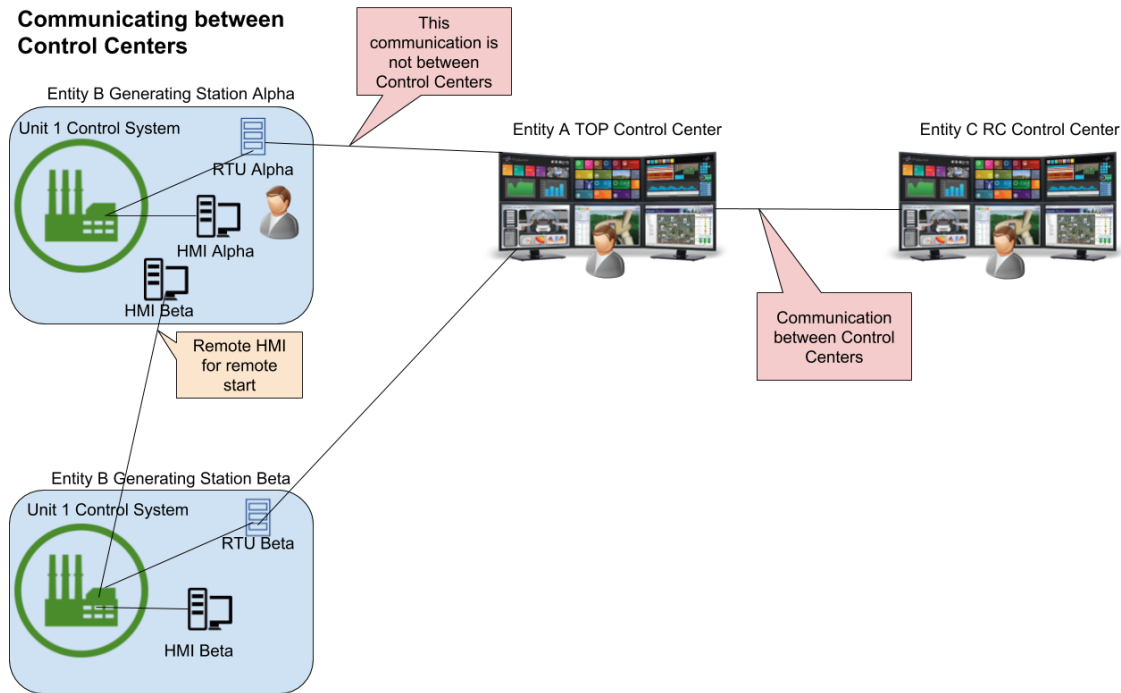 Communicating between
Control Centers
This
communication is
not between
Control Centers
Entity B Generating Station Alpha
Unit 1 Control System
RTU Alpha
HMI Alpha
HMI Beta
Entity A TOP Control Center
Entity C RC Control Center
Remote HMI
for remote
start
Communication
between Control
Centers
Entity B Generating Station Beta
Unit 1 Control System
RTU Beta
HMI Beta